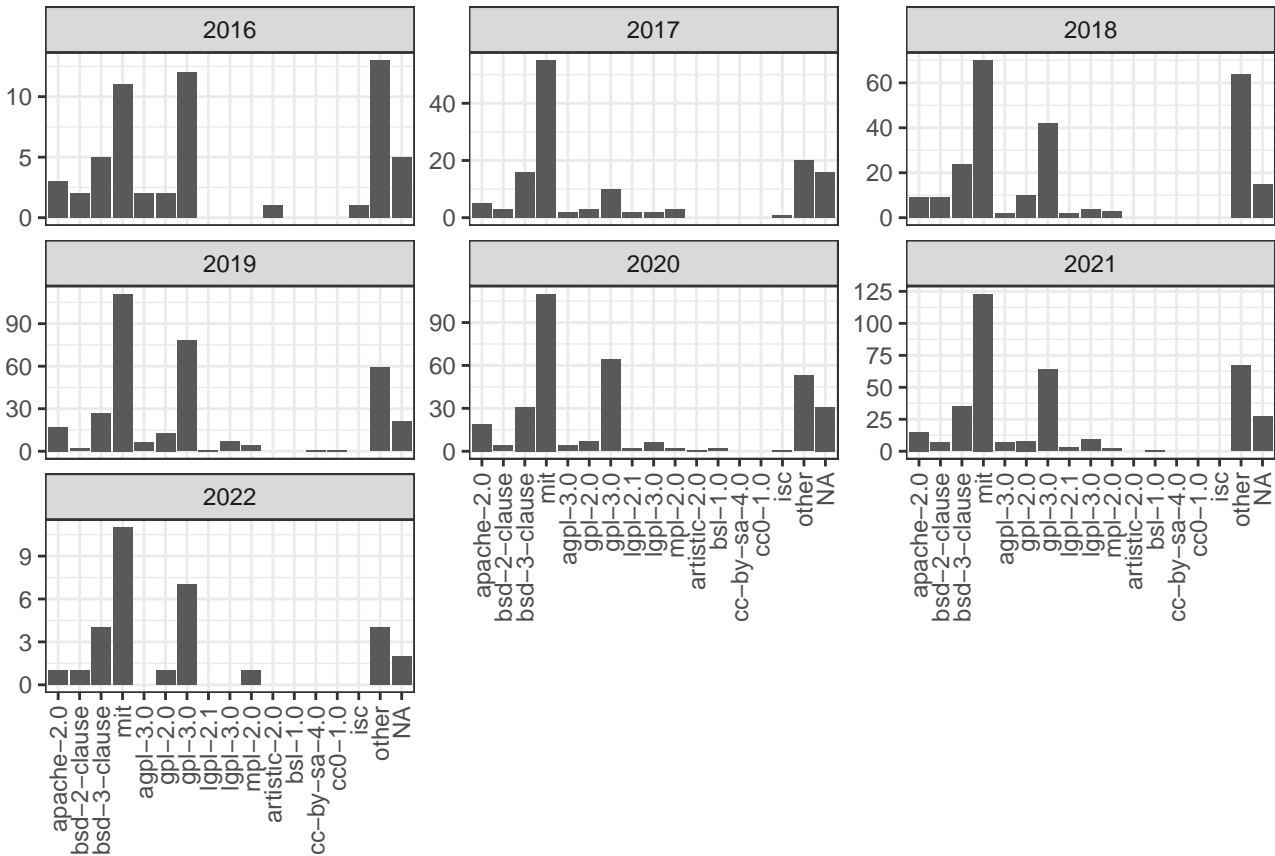 2016
10
5
0
2017
40
20
0
2018
60
40
20
0
2019
90
60
30
0
2020
90
60
30
0
apache−2.0
bsd−2−clause
bsd−3−clause
mit
agpl−3.0
gpl−2.0
gpl−3.0
lgpl−2.1
lgpl−3.0
mpl−2.0
artistic−2.0
bsl−1.0
cc−by−sa−4.0
cc0−1.0
isc
other
NA
2021
125
100
75
50
25
0
apache−2.0
bsd−2−clause
bsd−3−clause
mit
agpl−3.0
gpl−2.0
gpl−3.0
lgpl−2.1
lgpl−3.0
mpl−2.0
artistic−2.0
bsl−1.0
cc−by−sa−4.0
cc0−1.0
isc
other
NA
2022
9
6
3
0
apache−2.0
bsd−2−clause
bsd−3−clause
mit
agpl−3.0
gpl−2.0
gpl−3.0
lgpl−2.1
lgpl−3.0
mpl−2.0
artistic−2.0
bsl−1.0
cc−by−sa−4.0
cc0−1.0
isc
other
NA